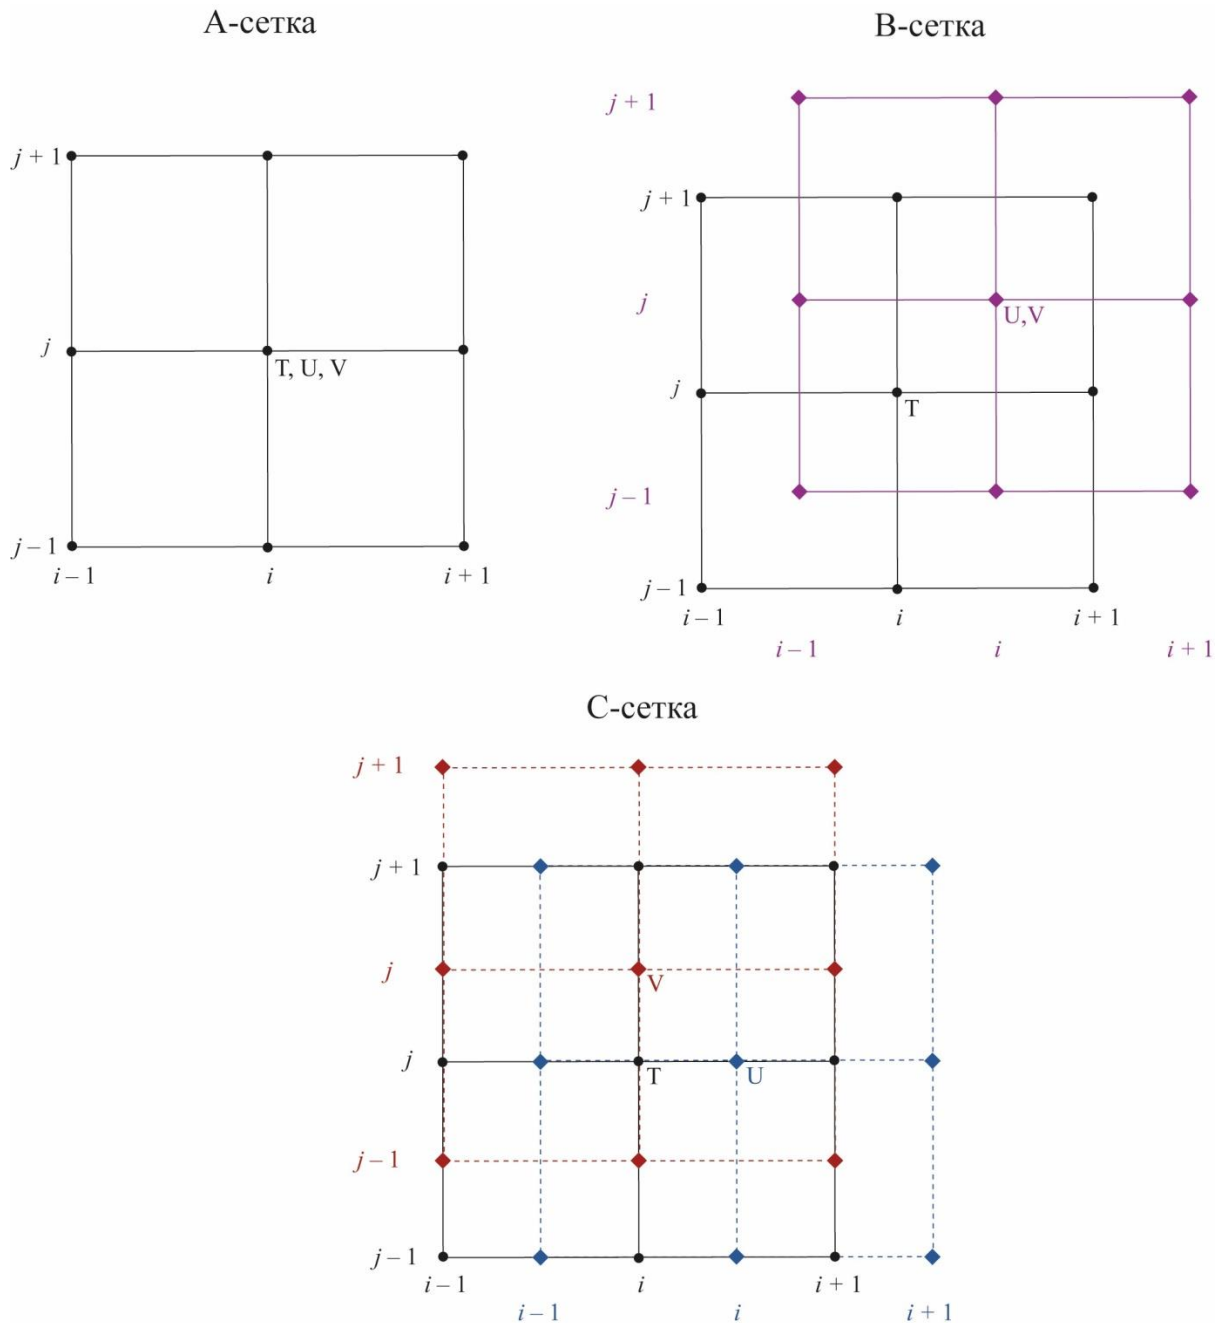 А-сетка
j + 1
j
T, U, V
j – 1
i – 1
i
i + 1
В-сетка
j + 1
j + 1
j
U,V
j
T
j – 1
j – 1
i – 1
i
i + 1
i – 1
i
i + 1
С-сетка
j + 1
j + 1
j
V
j
T
U
j – 1
j – 1
i – 1
i
i + 1
i – 1
i
i + 1